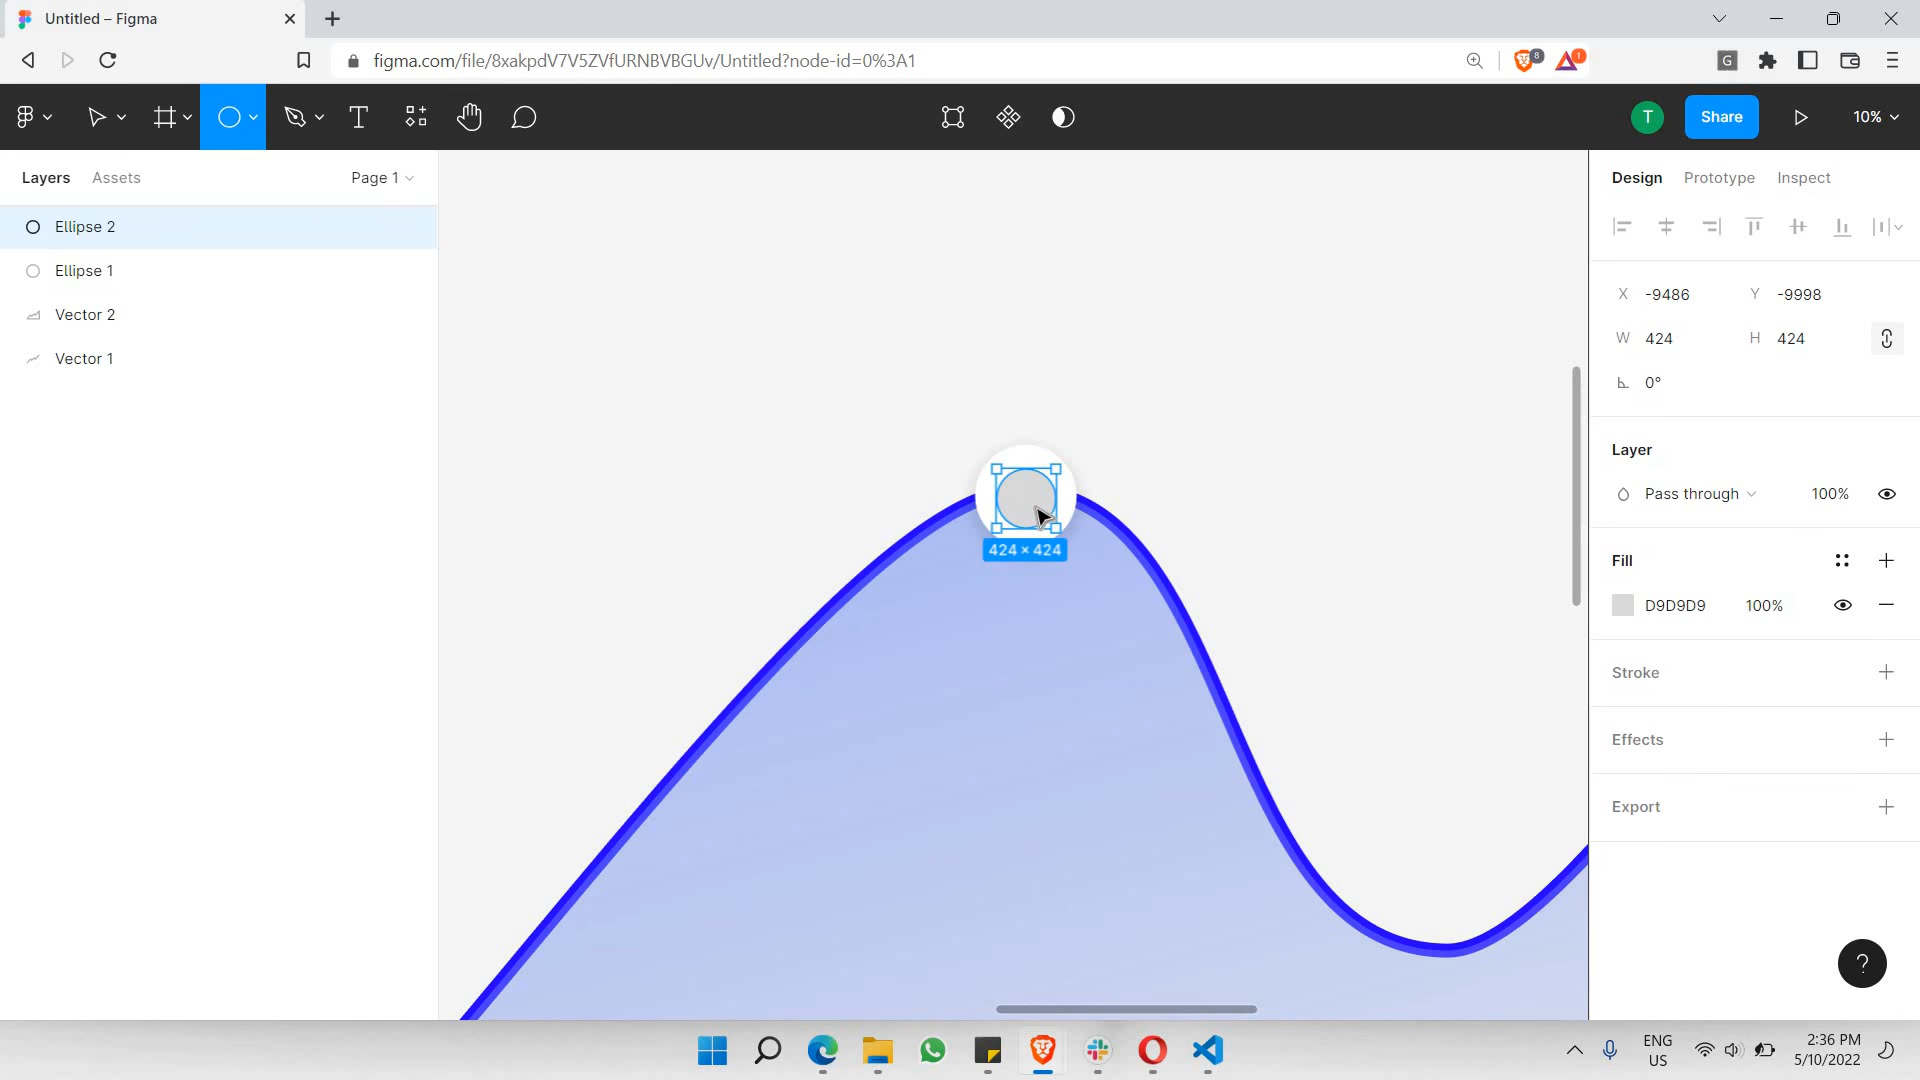 Untitled – Figma
figma.com/file/8xakpdV7V5ZVfURNBVBGUv/Untitled?node-id=0%3A1
G
8
1
T
Share
10%
Layers
Assets
Page 1
Ellipse 2
Ellipse 1
Vector 2
Vector 1
424 × 424
Design
Prototype
Inspect
X -9486
Y -9998
W 424
H 424
0°
Layer
Pass through
100%
Fill
D9D9D9
100%
Stroke
Effects
Export
?
ENG
US
2:36 PM
5/10/2022